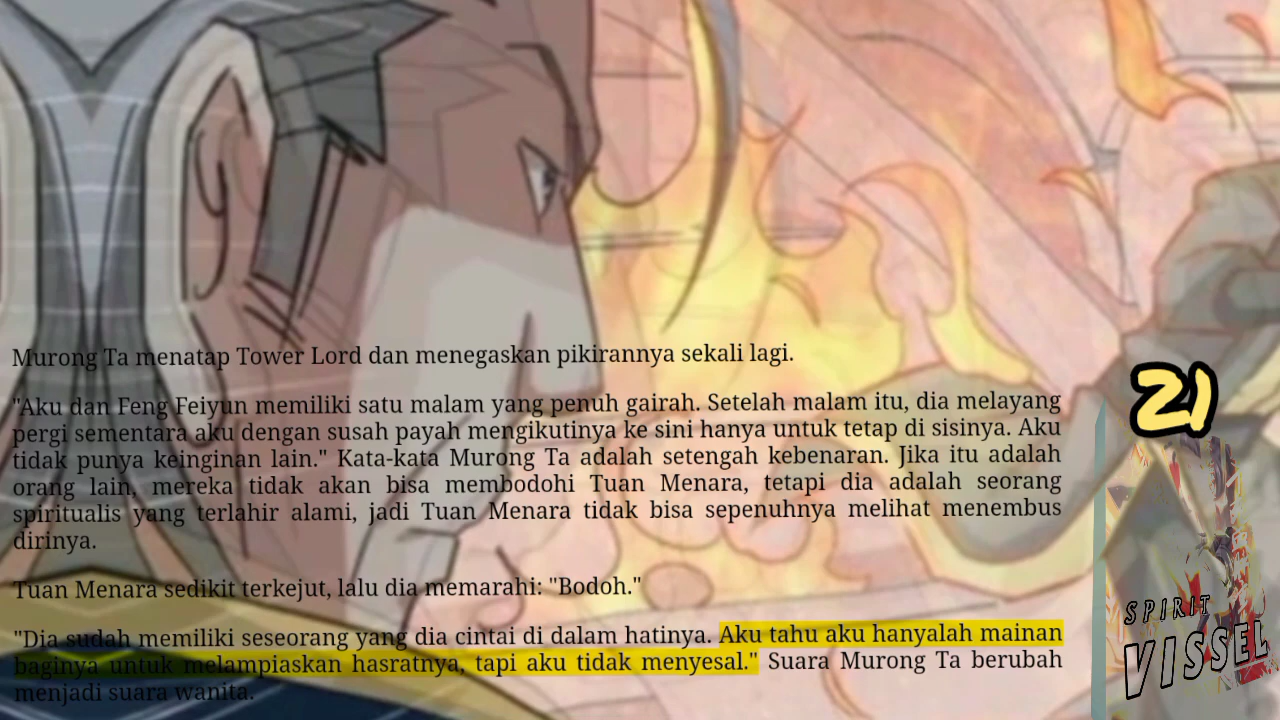 Murong Ta menatap Tower Lord dan menegaskan pikirannya sekali lagi.
"Aku dan Feng Feiyun memiliki satu malam yang penuh gairah. Setelah malam itu, dia melayang
pergi sementara aku dengan susah payah mengikutinya ke sini hanya untuk tetap di sisinya. Aku
tidak punya keinginan lain." Kata-kata Murong Ta adalah setengah kebenaran. Jika itu adalah
orang lain, mereka tidak akan bisa membodohi Tuan Menara, tetapi dia adalah seorang
spiritualis yang terlahir alami, jadi Tuan Menara tidak bisa sepenuhnya melihat menembus
dirinya.
Tuan Menara sedikit terkejut, lalu dia memarahi: "Bodoh."
"Dia sudah memiliki seseorang yang dia cintai di dalam hatinya. Aku tahu aku hanyalah mainan
baginya untuk melampiaskan hasratnya, tapi aku tidak menyesal." Suara Murong Ta berubah
menjadi suara wanita.
21
SPIRIT
VISSEL